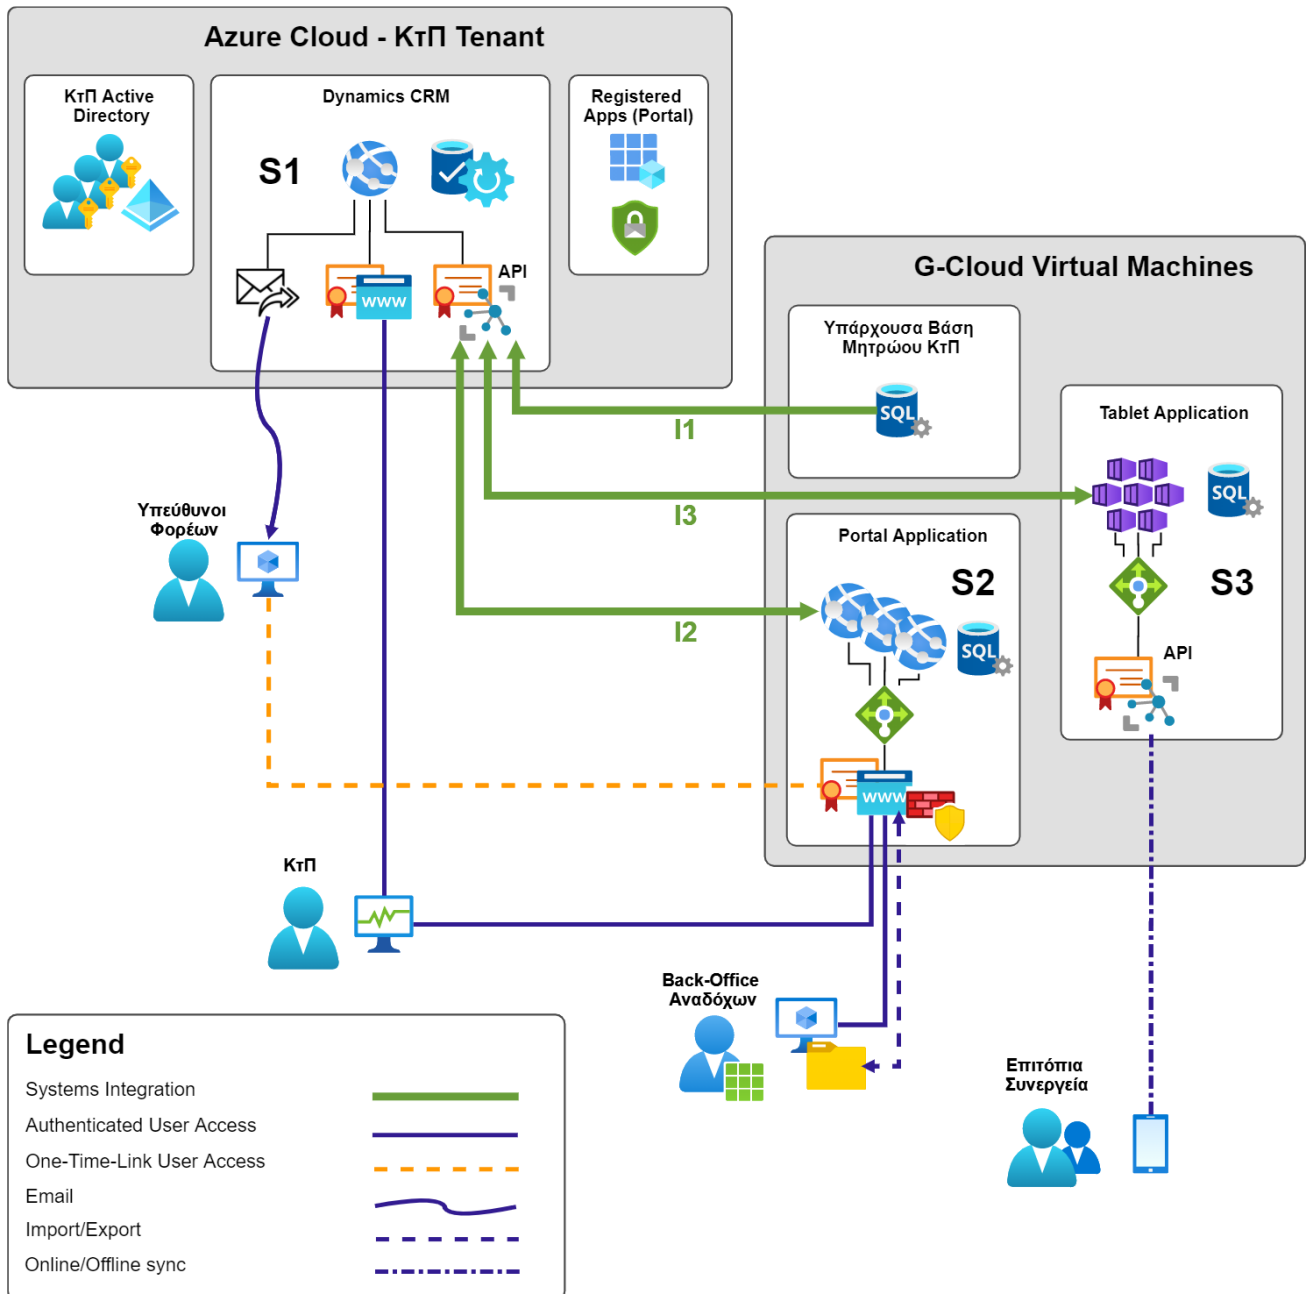 Azure Cloud - ΚτΠ Tenant
ΚτΠ Active
Directory
Dynamics CRM
Registered
Apps (Portal)
S1
API
www
G-Cloud Virtual Machines
Υπάρχουσα Βάση
Μητρώου ΚτΠ
SQL
Tablet Application
SQL
I1
I3
Υπεύθυνοι
Φορέων
Portal Application
S2
S3
I2
SQL
API
www
ΚτΠ
Back-Office
Αναδόχων
Επιτόπια
Συνεργεία
Legend
Systems Integration
Authenticated User Access
One-Time-Link User Access
Email
Import/Export
Online/Offline sync